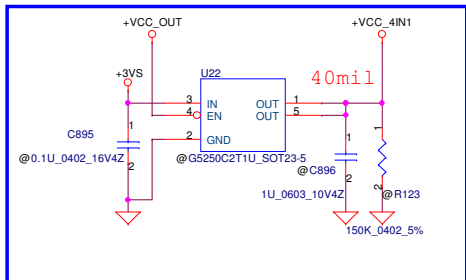 +VCC_OUT
+VCC_4IN1
+3VS
U22
40mil
3 IN OUT 1
4 EN OUT 5
2 GND
C895
1
2
@0.1U_0402_16V4Z
@G5250C2T1U_SOT23-5
1
2
@C896
1U_0603_10V4Z
1
2
@R123
150K_0402_5%